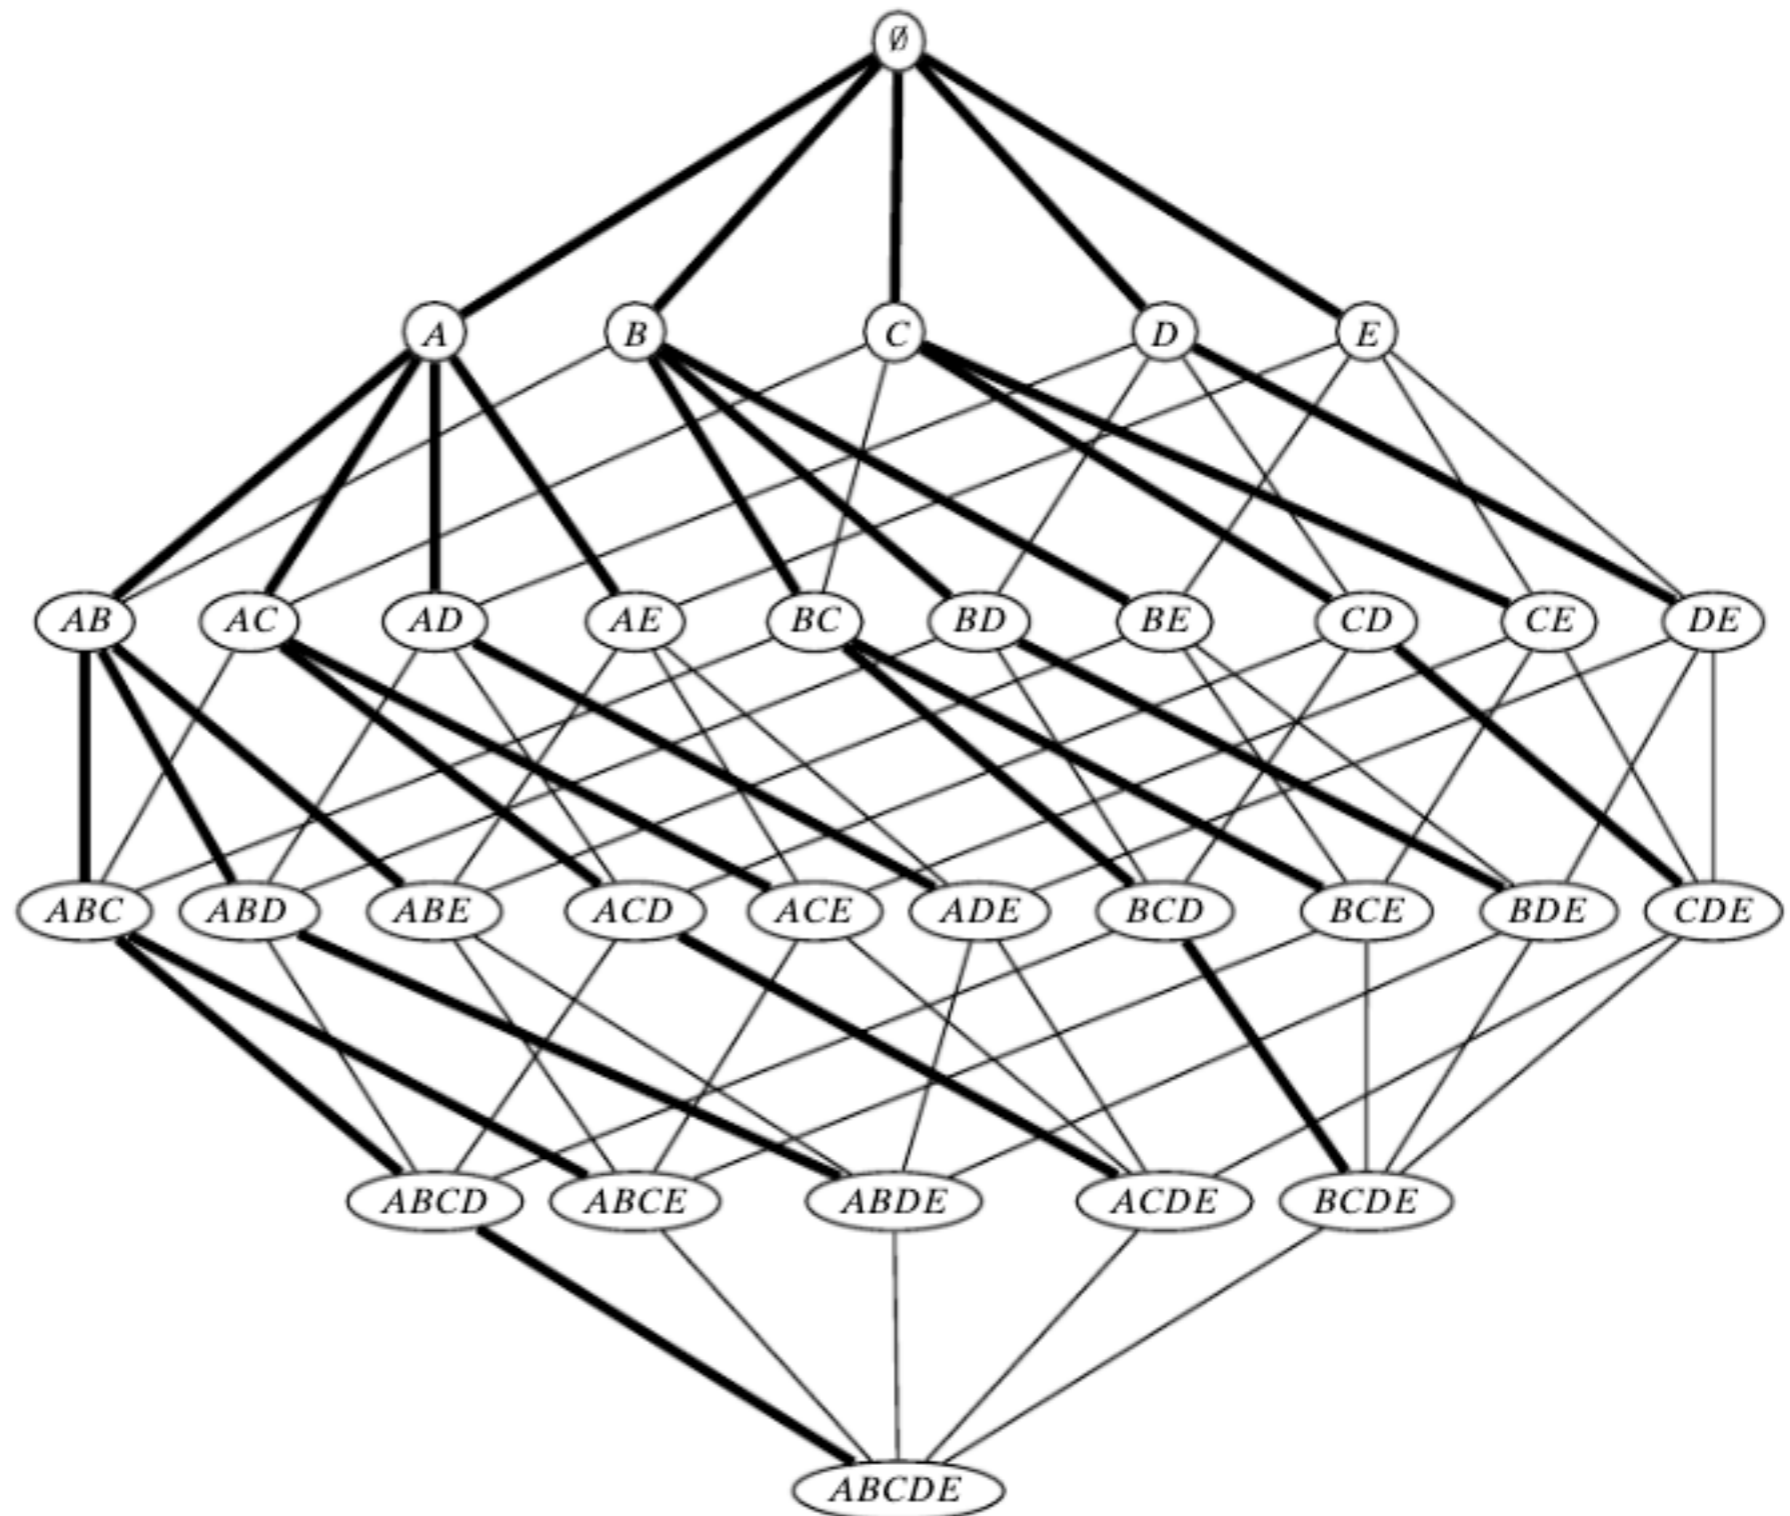 ∅
A B C D E
AB AC AD AE BC BD BE CD CE DE
ABC ABD ABE ACD ACE ADE BCD BCE BDE CDE
ABCD ABCE ABDE ACDE BCDE
ABCDE